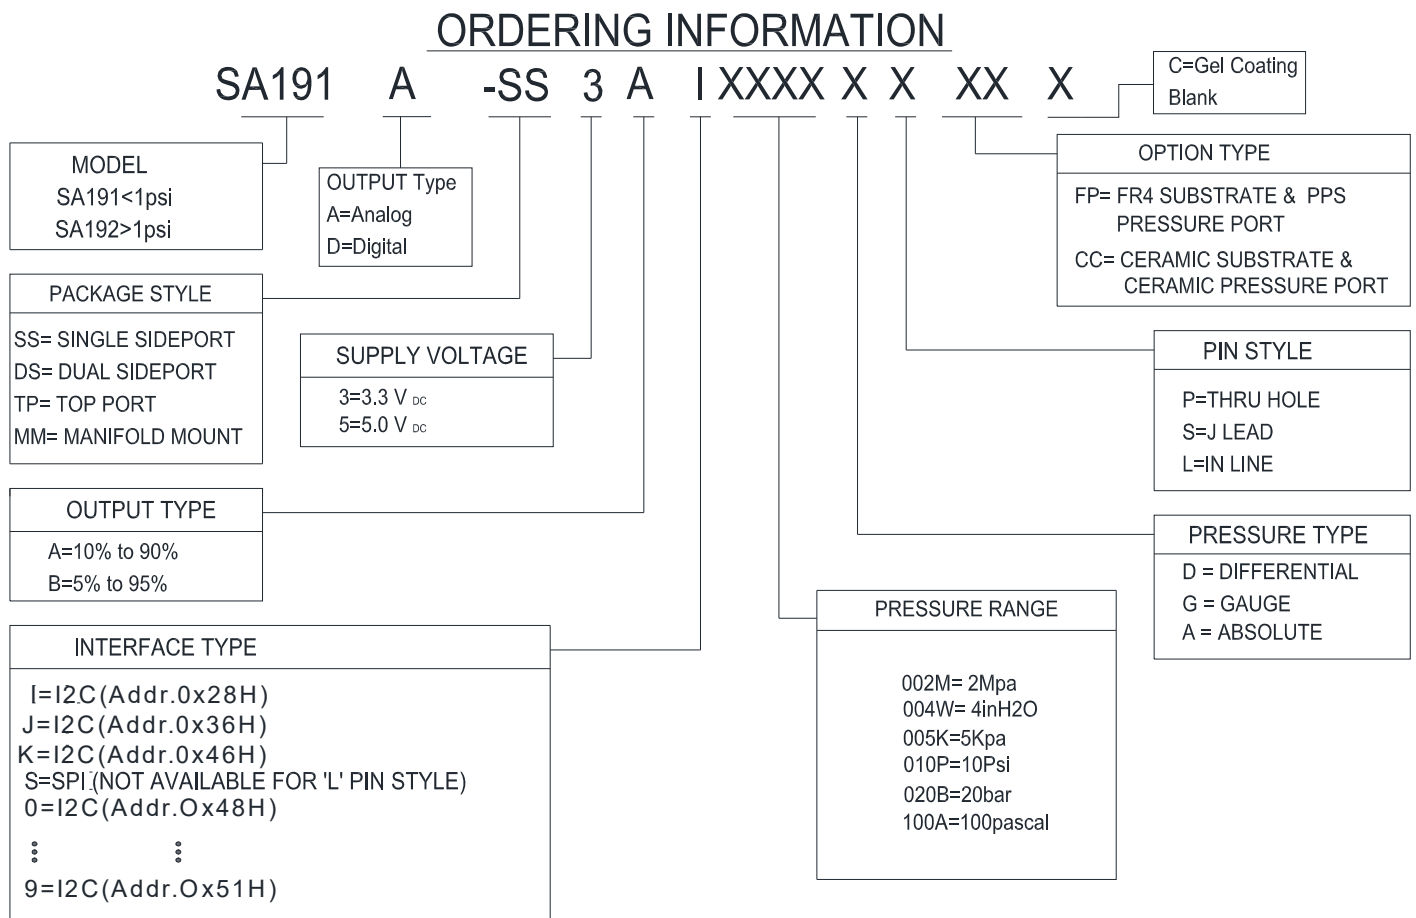 ORDERING INFORMATION
SA191 A -SS 3 A I XXXX X X XX X
C=Gel Coating
Blank
MODEL
SA191<1psi
SA192>1psi
OUTPUT Type
A=Analog
D=Digital
OPTION TYPE
FP= FR4 SUBSTRATE & PPS
PRESSURE PORT
CC= CERAMIC SUBSTRATE &
CERAMIC PRESSURE PORT
PACKAGE STYLE
SS= SINGLE SIDEPORT
DS= DUAL SIDEPORT
TP= TOP PORT
MM= MANIFOLD MOUNT
SUPPLY VOLTAGE
3=3.3 V DC
5=5.0 V DC
PIN STYLE
P=THRU HOLE
S=J LEAD
L=IN LINE
OUTPUT TYPE
A=10% to 90%
B=5% to 95%
PRESSURE TYPE
D = DIFFERENTIAL
G = GAUGE
A = ABSOLUTE
INTERFACE TYPE
I=I2C(Addr.0x28H)
J=I2C(Addr.0x36H)
K=I2C(Addr.0x46H)
S=SPI (NOT AVAILABLE FOR 'L' PIN STYLE)
0=I2C(Addr.Ox48H)
9=I2C(Addr.Ox51H)
PRESSURE RANGE
002M= 2Mpa
004W= 4inH2O
005K=5Kpa
010P=10Psi
020B=20bar
100A=100pascal